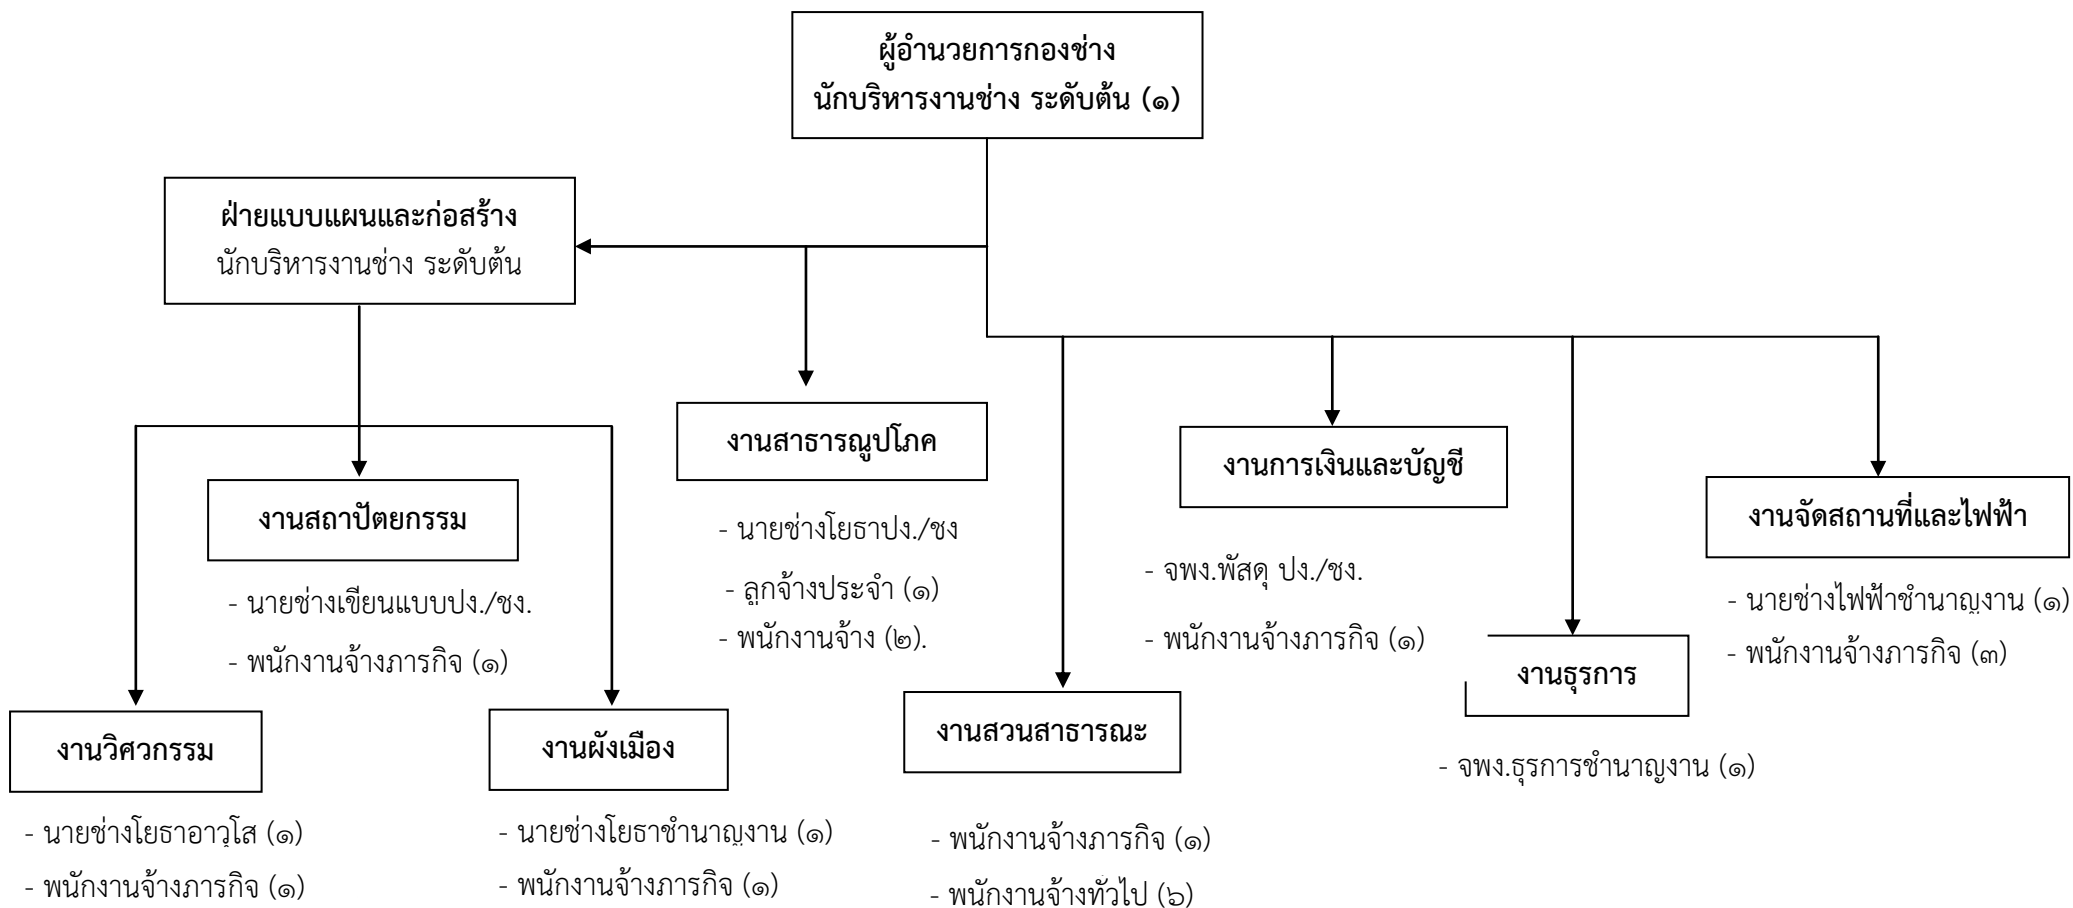 ผู้อำนวยการกองช่าง
นักบริหารงานช่าง ระดับต้น (๑)
ฝ่ายแบบแผนและก่อสร้าง
นักบริหารงานช่าง ระดับต้น
งานสาธารณูปโภค
- นายช่างโยธาปง./ชง
- ลูกจ้างประจำ (๑)
- พนักงานจ้าง (๒).
งานการเงินและบัญชี
- จพง.พัสดุ ปง./ชง.
- พนักงานจ้างภารกิจ (๑)
งานจัดสถานที่และไฟฟ้า
- นายช่างไฟฟ้าชำนาญงาน (๑)
- พนักงานจ้างภารกิจ (๓)
งานสถาปัตยกรรม
- นายช่างเขียนแบบปง./ชง.
- พนักงานจ้างภารกิจ (๑)
งานธุรการ
- จพง.ธุรการชำนาญงาน (๑)
งานวิศวกรรม
- นายช่างโยธาอาวุโส (๑)
- พนักงานจ้างภารกิจ (๑)
งานผังเมือง
- นายช่างโยธาชำนาญงาน (๑)
- พนักงานจ้างภารกิจ (๑)
งานสวนสาธารณะ
- พนักงานจ้างภารกิจ (๑)
- พนักงานจ้างทั่วไป (๖)